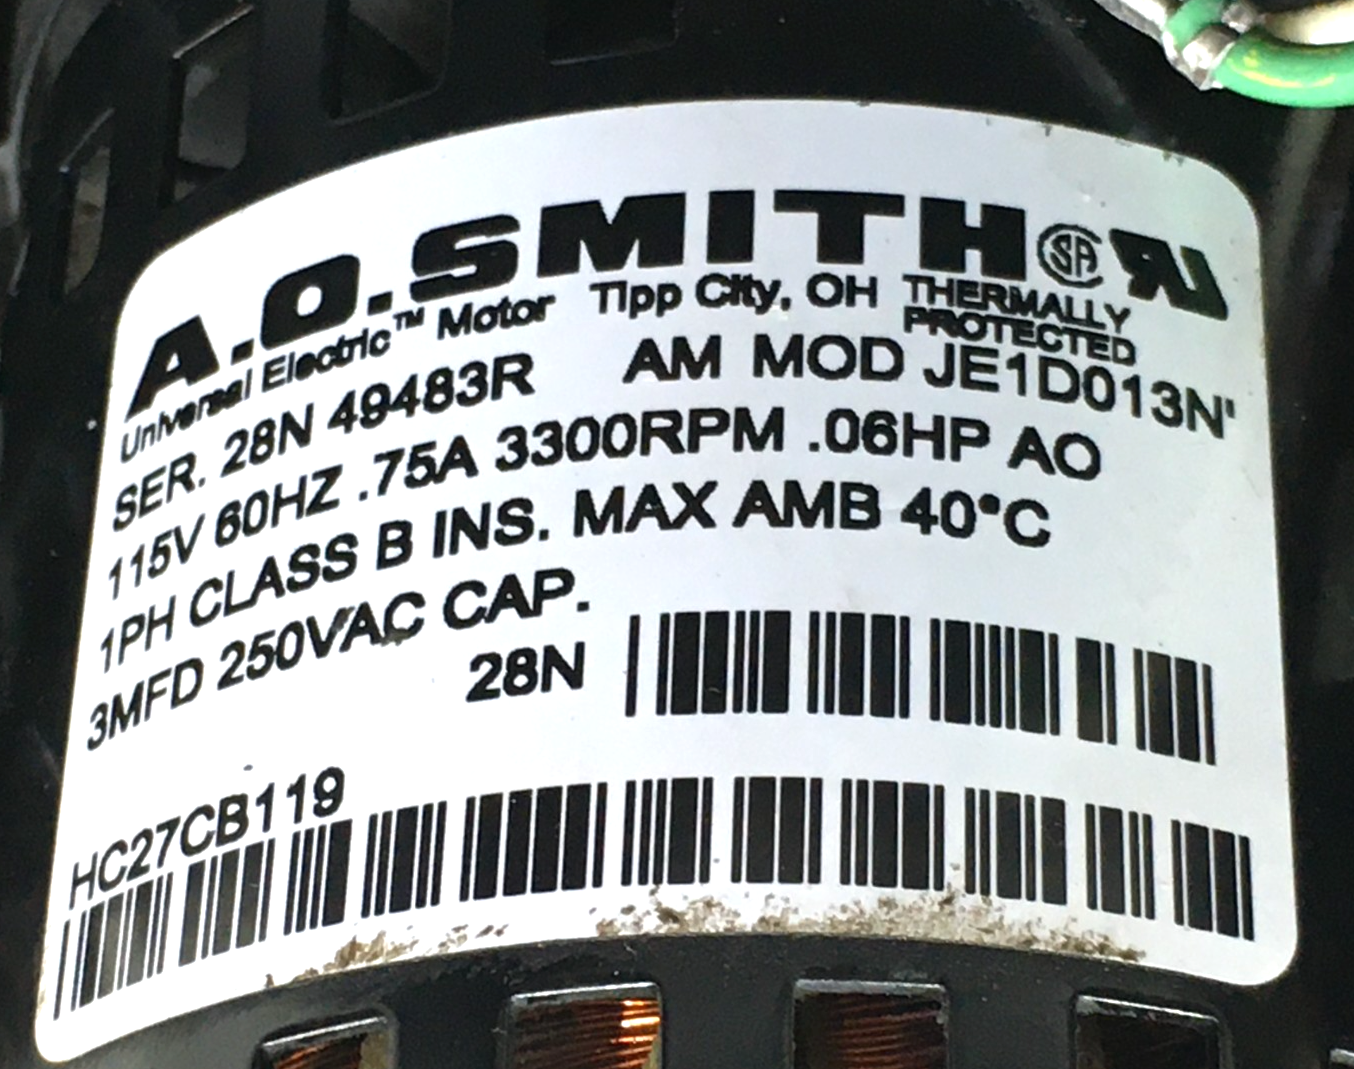 A.O.SMITH
Universal Electric™ Motor Tipp City, OH THERMALLY PROTECTED
SER. 28N 49483R AM MOD JE1D013N'
115V 60HZ .75A 3300RPM .06HP AO
1PH CLASS B INS. MAX AMB 40°C
3MFD 250VAC CAP.
28N
HC27CB119